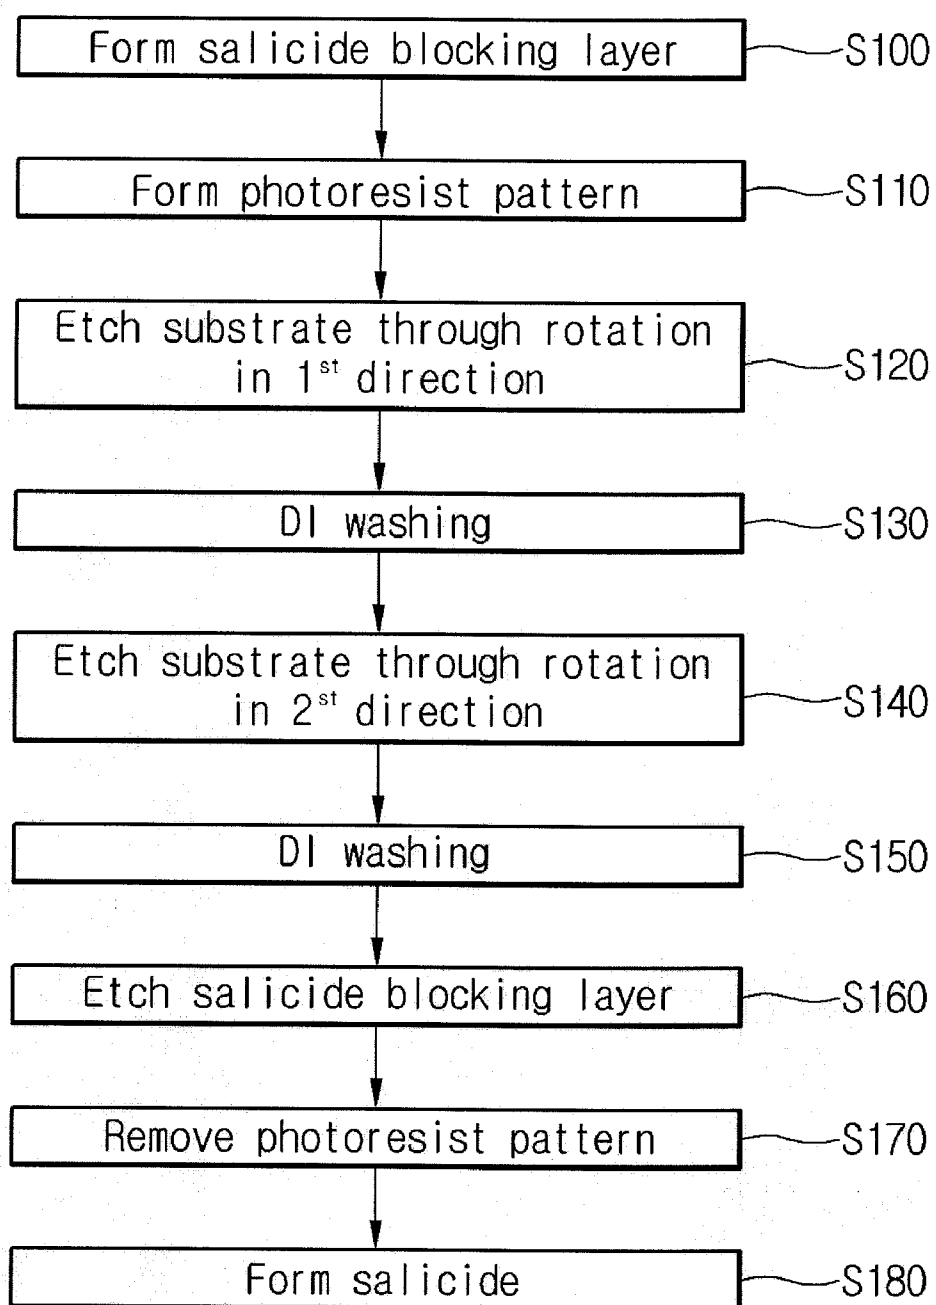 Form salicide blocking layer S100
Form photoresist pattern S110
Etch substrate through rotation
in 1st direction S120
DI washing S130
Etch substrate through rotation
in 2st direction S140
DI washing S150
Etch salicide blocking layer S160
Remove photoresist pattern S170
Form salicide S180